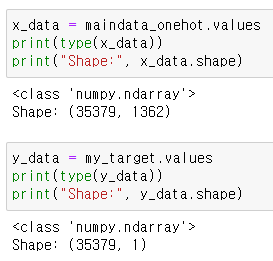 x_data = maindata_onehot.values
print(type(x_data))
print("Shape:", x_data.shape)
<class 'numpy.ndarray'>
Shape: (35379, 1362)
y_data = my_target.values
print(type(y_data))
print("Shape:", y_data.shape)
<class 'numpy.ndarray'>
Shape: (35379, 1)